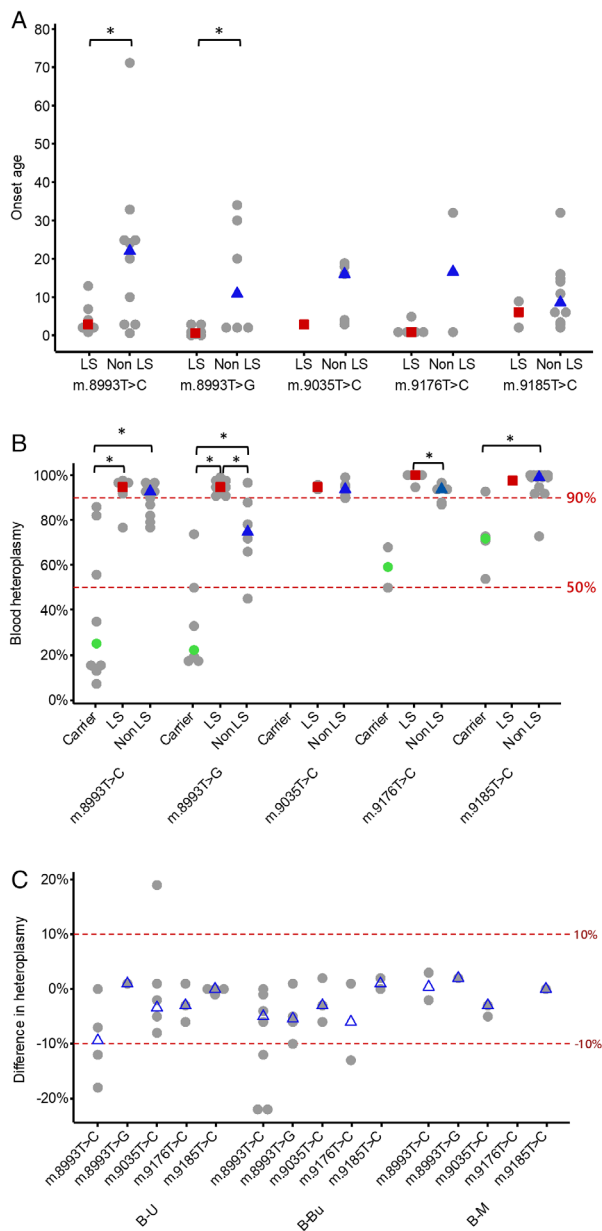 A
*
*
80
70
60
50
40
30
20
10
0
Onset age
LS Non LS LS Non LS LS Non LS LS Non LS LS Non LS
m.8993T>C m.8993T>G m.9035T>C m.9176T>C m.9185T>C
B
*
*
*
*
*
*
*
100%
80%
60%
40%
20%
0%
Blood heteroplasmy
90%
50%
Carrier LS Non LS Carrier LS Non LS Carrier LS Non LS Carrier LS Non LS Carrier LS Non LS
m.8993T>C m.8993T>G m.9035T>C m.9176T>C m.9185T>C
C
20%
10%
0%
-10%
-20%
Difference in heteroplasmy
10%
-10%
m.8993T>C m.8993T>G m.9035T>C m.9176T>C m.9185T>C m.8993T>C m.8993T>G m.9035T>C m.9176T>C m.9185T>C m.8993T>C m.8993T>G m.9035T>C m.9176T>C m.9185T>C
B-U B-Bu B-M